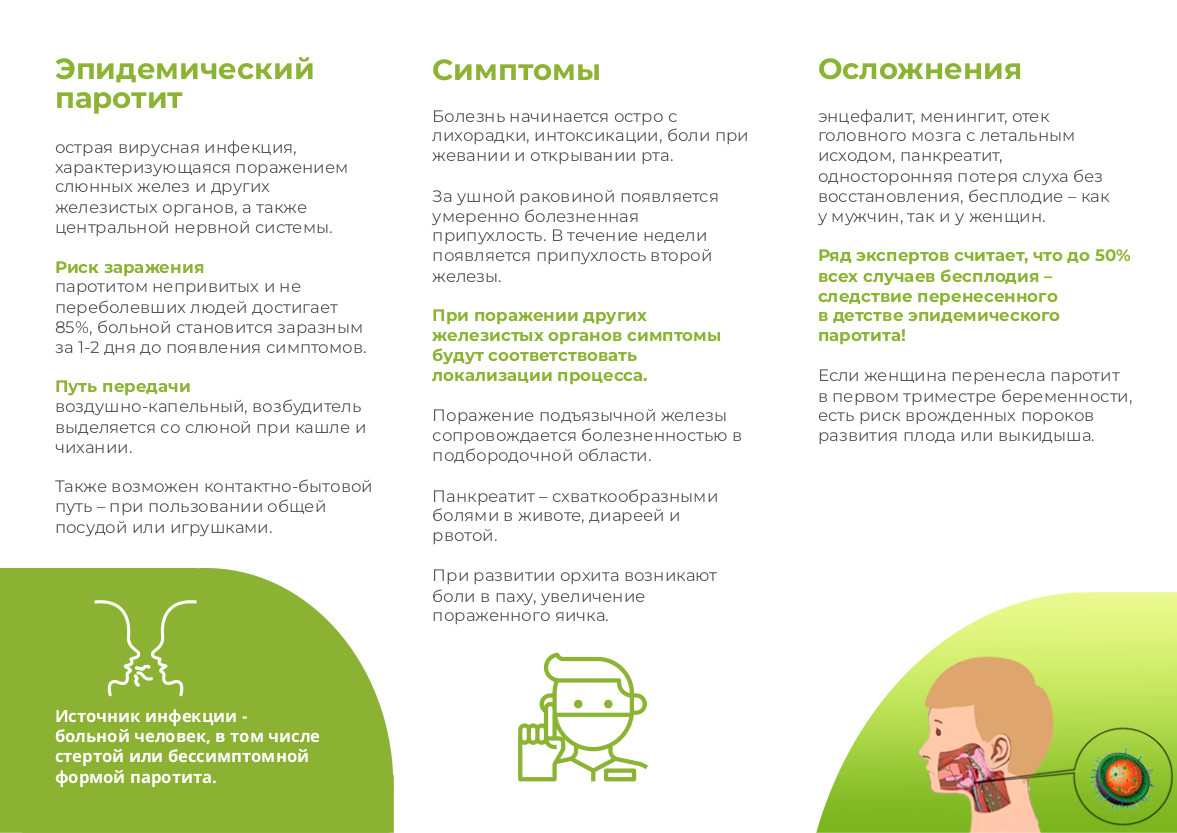 Эпидемический
паротит
острая вирусная инфекция,
характеризующаяся поражением
слюнных желез и других
железистых органов, а также
центральной нервной системы.
Риск заражения
паротитом непривитых и не
переболевших людей достигает
85%, больной становится заразным
за 1-2 дня до появления симптомов.
Путь передачи
воздушно-капельный, возбудитель
выделяется со слюной при кашле и
чихании.
Также возможен контактно-бытовой
путь – при пользовании общей
посудой или игрушками.
Источник инфекции -
больной человек, в том числе
стертой или бессимптомной
формой паротита.
Симптомы
Болезнь начинается остро с
лихорадки, интоксикации, боли при
жевании и открывании рта.
За ушной раковиной появляется
умеренно болезненная
припухлость. В течение недели
появляется припухлость второй
железы.
При поражении других
железистых органов симптомы
будут соответствовать
локализации процесса.
Поражение подъязычной железы
сопровождается болезненностью в
подбородочной области.
Панкреатит – схваткообразными
болями в животе, диареей и
рвотой.
При развитии орхита возникают
боли в паху, увеличение
пораженного яичка.
Осложнения
энцефалит, менингит, отек
головного мозга с летальным
исходом, панкреатит,
односторонняя потеря слуха без
восстановления, бесплодие – как
у мужчин, так и у женщин.
Ряд экспертов считает, что до 50%
всех случаев бесплодия –
следствие перенесенного
в детстве эпидемического
паротита!
Если женщина перенесла паротит
в первом триместре беременности,
есть риск врожденных пороков
развития плода или выкидыша.